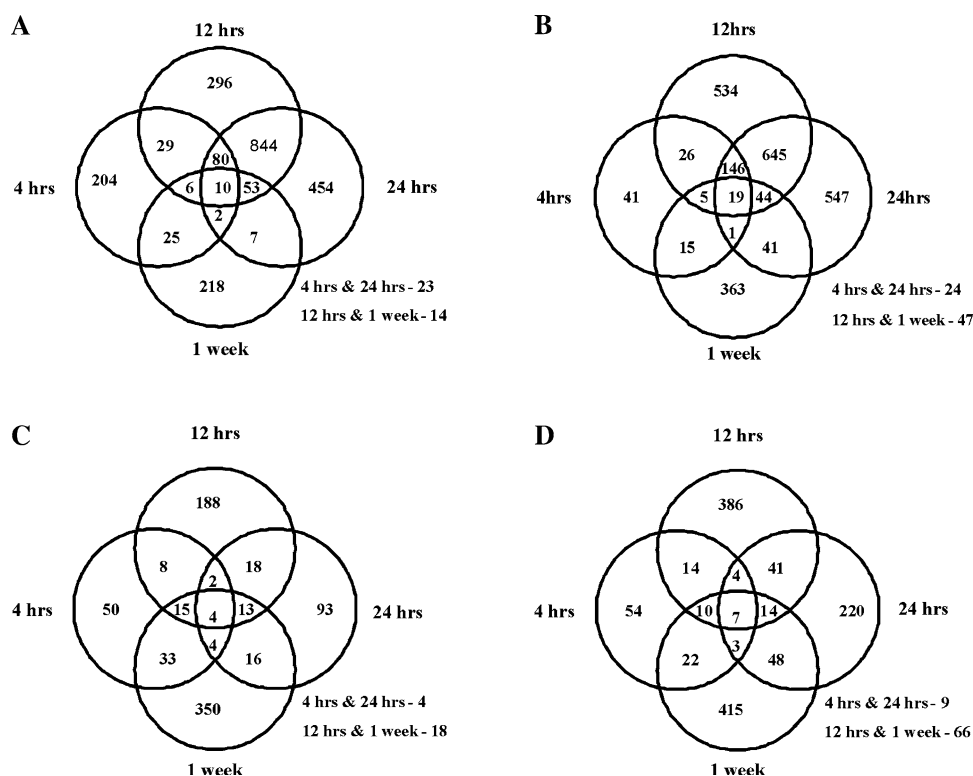 A
12 hrs
296
29
844
80
204
4 hrs
6
10
53
454
24 hrs
2
25
7
218
4 hrs & 24 hrs - 23
12 hrs & 1 week - 14
1 week
B
12hrs
534
26
645
146
4hrs
41
5
19
44
547
24hrs
1
15
41
363
4 hrs & 24 hrs - 24
12 hrs & 1 week - 47
1 week
C
12 hrs
188
8
18
2
4 hrs
50
15
4
13
93
24 hrs
4
33
16
350
4 hrs & 24 hrs - 4
12 hrs & 1 week - 18
1 week
D
12 hrs
386
14
41
4
4 hrs
54
10
7
14
220
24 hrs
3
22
48
415
4 hrs & 24 hrs - 9
12 hrs & 1 week - 66
1 week